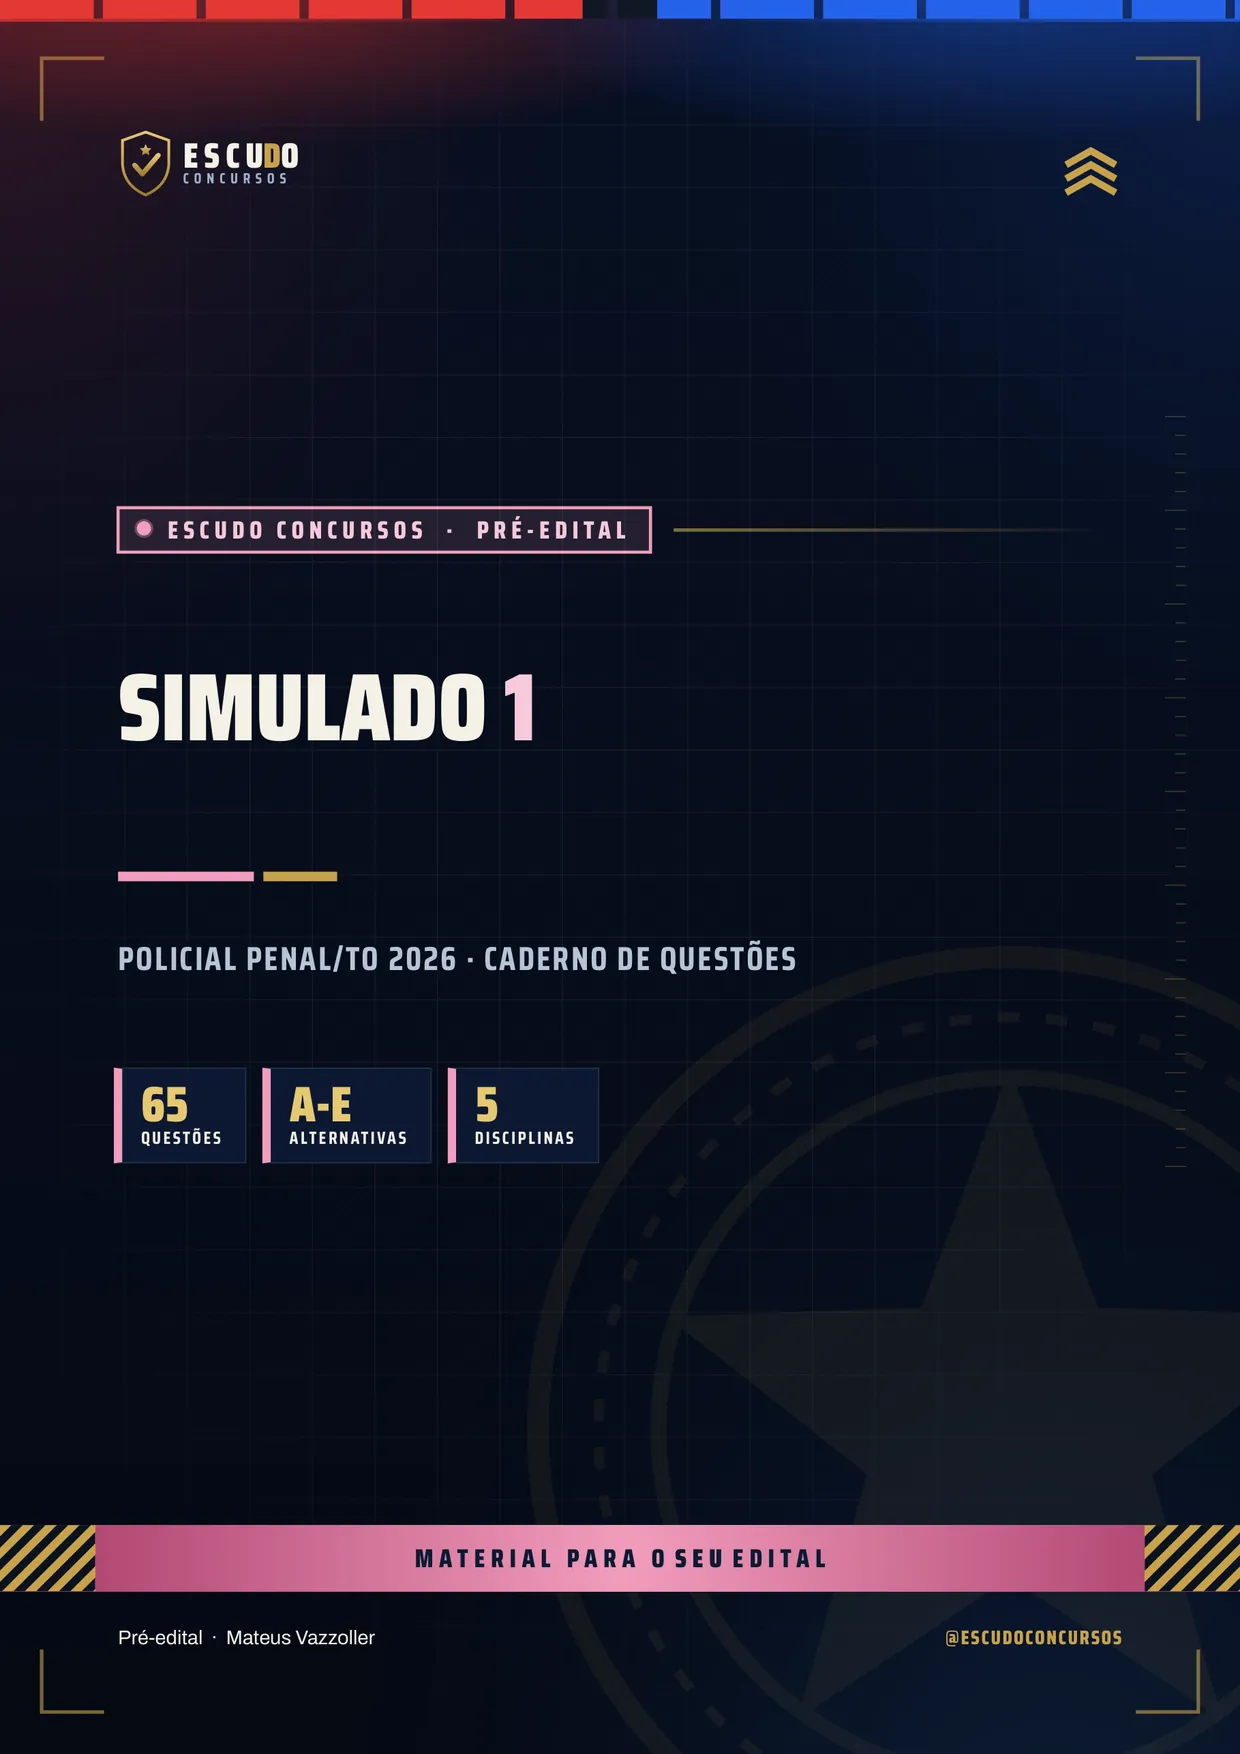 ESCUDO
CONCURSOS
ESCUDO CONCURSOS · PRÉ-EDITAL
SIMULADO 1
POLICIAL PENAL/TO 2026 · CADERNO DE QUESTÕES
65
QUESTÕES
A-E
ALTERNATIVAS
5
DISCIPLINAS
MATERIAL PARA O SEU EDITAL
Pré-edital · Mateus Vazzoller
@ESCUDOCONCURSOS